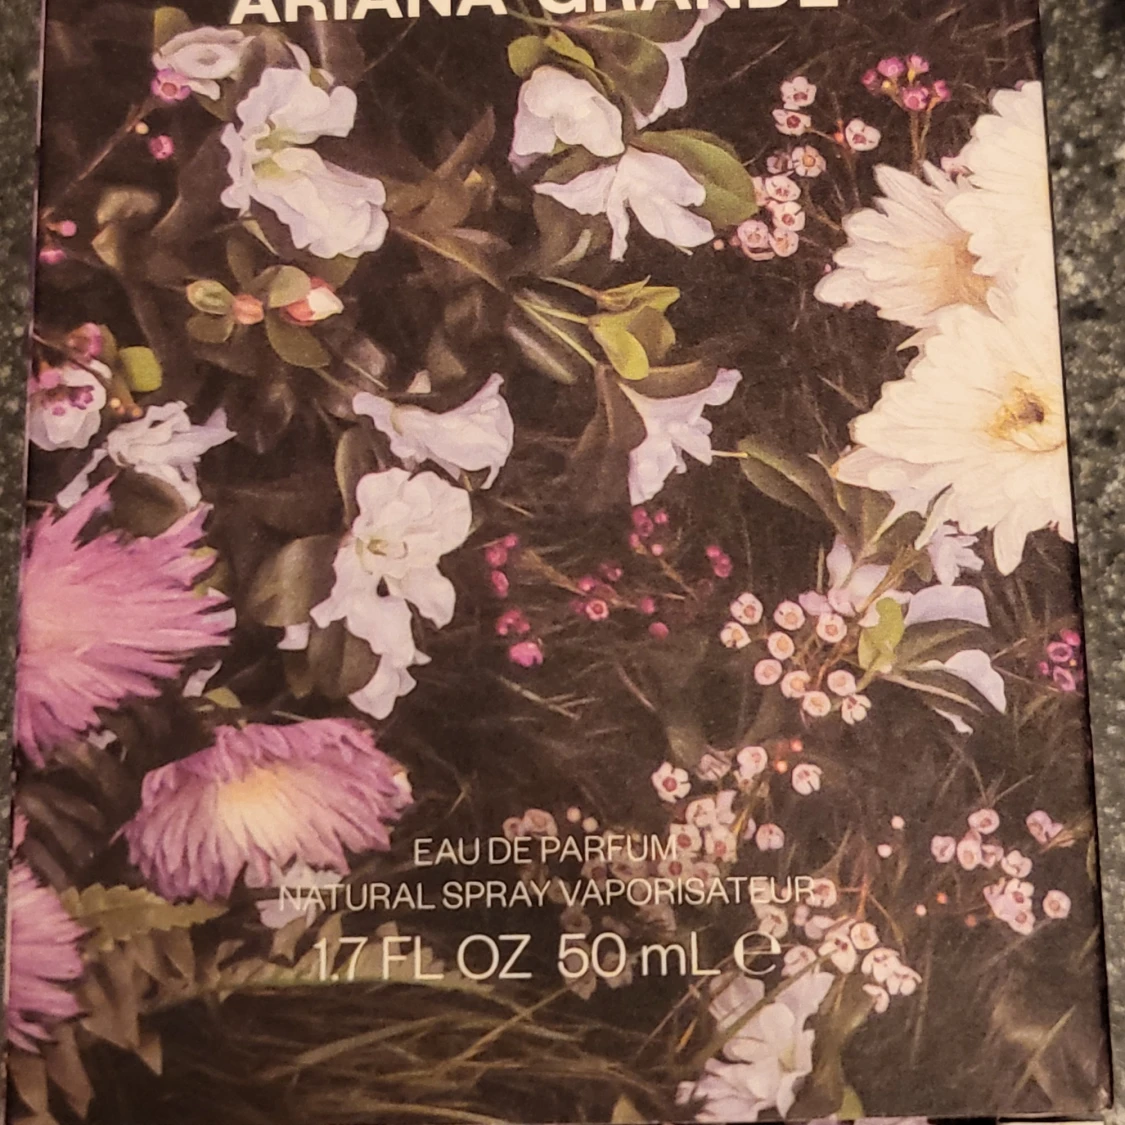 ARIANA GRANDE
EAU DE PARFUM
NATURAL SPRAY VAPORISATEUR
1.7 FL OZ 50 mL ℮